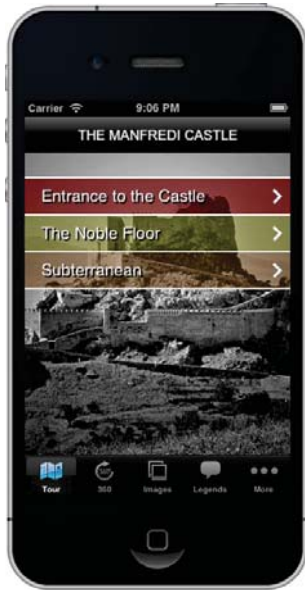 Carrier 9:06 PM
THE MANFREDI CASTLE
Entrance to the Castle
The Noble Floor
Subterranean
Tour 360 Images Legends More